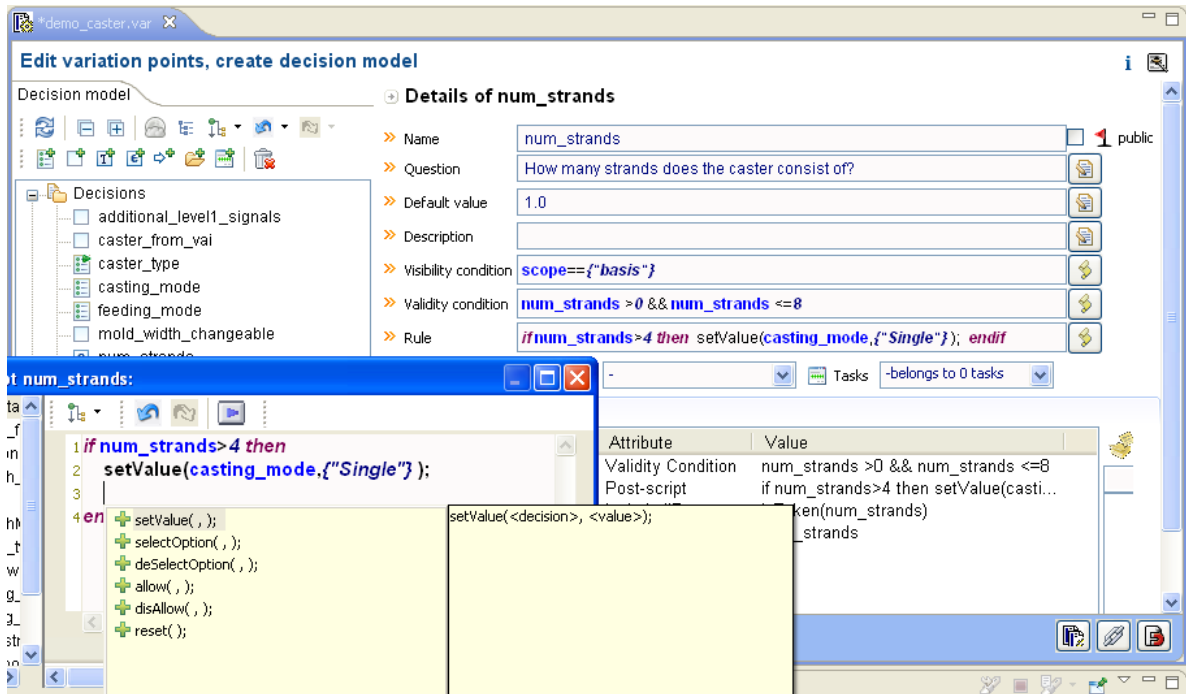 *demo_caster.var
Edit variation points, create decision model
Decision model
Details of num_strands
Name
num_strands
public
Question
How many strands does the caster consist of?
Default value
1.0
Description
Visibility condition
scope=={"basis"}
Validity condition
num_strands >0 && num_strands <=8
Rule
if num_strands>4 then setValue(casting_mode,{"Single"}); endif
Decisions
additional_level1_signals
caster_from_vai
caster_type
casting_mode
feeding_mode
mold_width_changeable
num_strands
-
Tasks
-belongs to 0 tasks
Attribute
Value
Validity Condition
num_strands >0 && num_strands <=8
Post-script
if num_strands>4 then setValue(casti...
ken(num_strands)
_strands
pt num_strands:
1 if num_strands>4 then
2 setValue(casting_mode,{"Single"} );
3
4 en
setValue( , );
selectOption( , );
deSelectOption( , );
allow( , );
disAllow( , );
reset( );
setValue(<decision>, <value>);